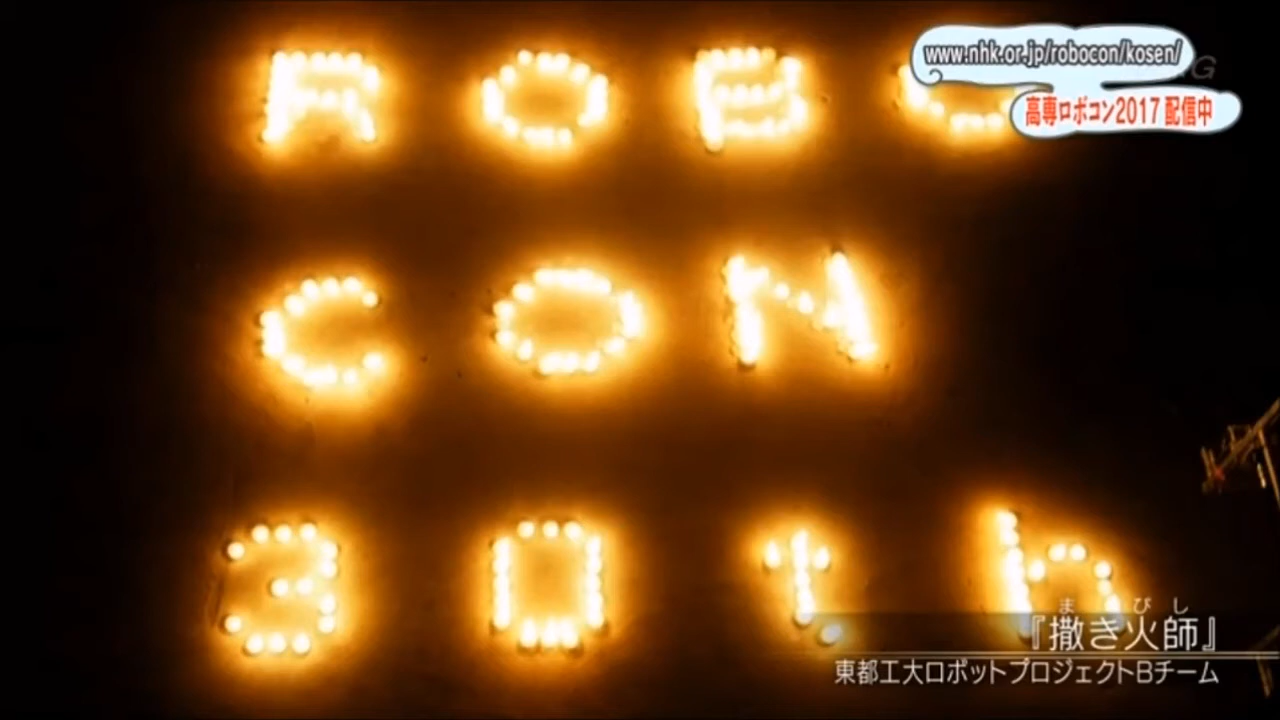 www.nhk.or.jp/robocon/kosen/
G
高専ロボコン2017 配信中
ROBO
CON
30th
まびし
『撒き火師』
東都工大ロボットプロジェクトBチーム